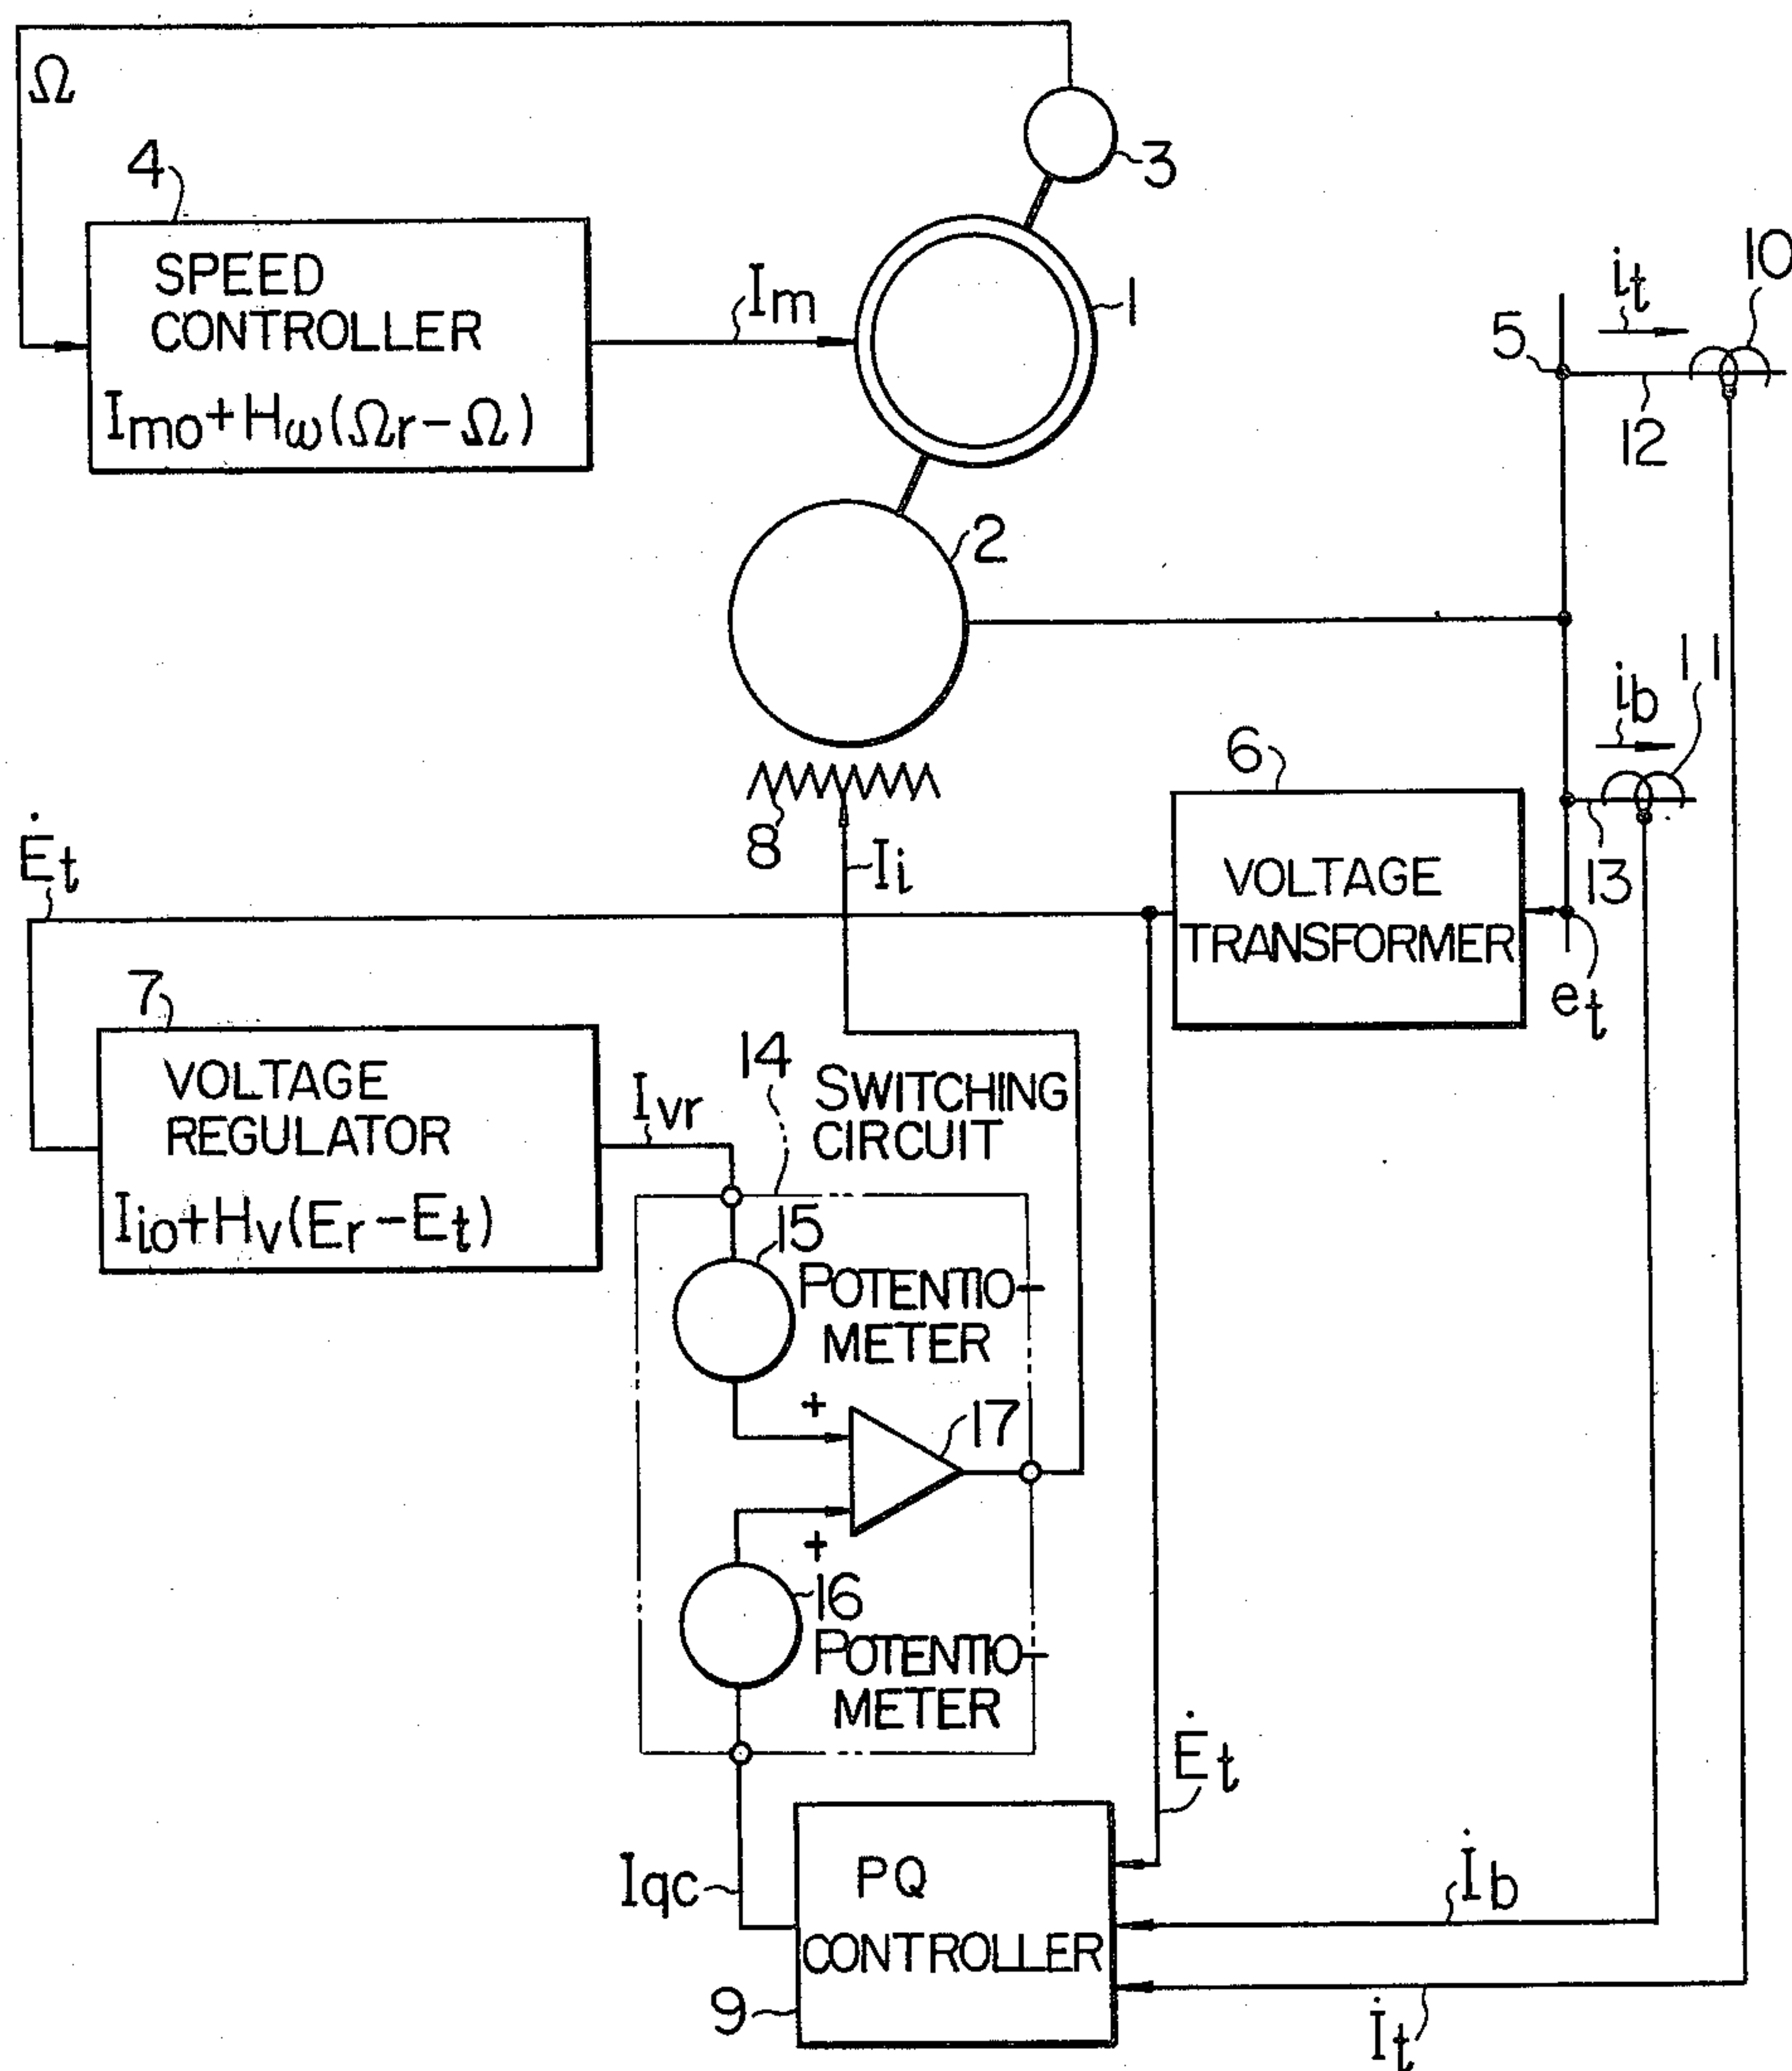 Ω
3
4
SPEED
CONTROLLER
Imo+Hω(Ωr−Ω)
Im
1
it
10
5
12
2
ib
11
6
8
Ii
VOLTAGE
TRANSFORMER
13
et
Ėt
7
VOLTAGE
REGULATOR
Iio+Hv(Er−Et)
Ivr
14
SWITCHING
CIRCUIT
15
POTENTIO-
METER
+
17
+
16
POTENTIO-
METER
Ėt
Iqc
PQ
CONTROLLER
9
İb
İt